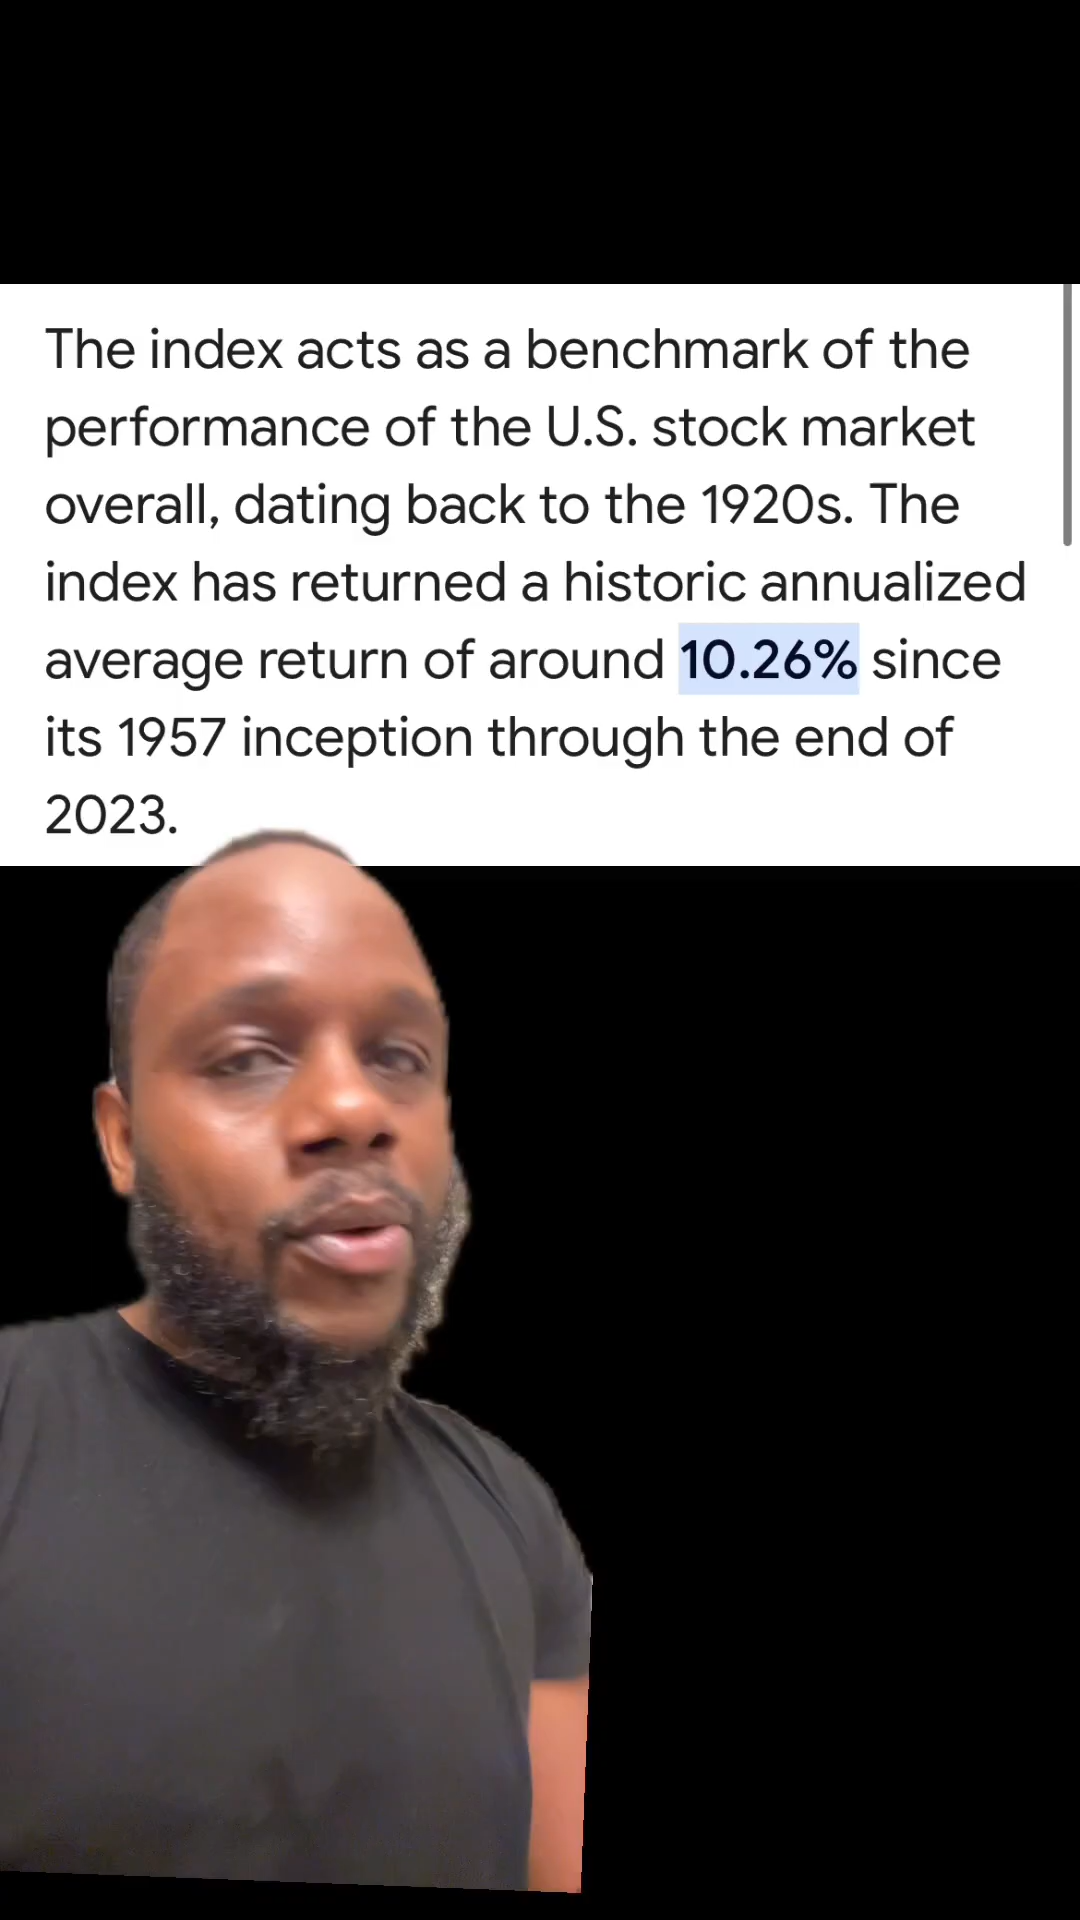 The index acts as a benchmark of the
performance of the U.S. stock market
overall, dating back to the 1920s. The
index has returned a historic annualized
average return of around 10.26% since
its 1957 inception through the end of
2023.